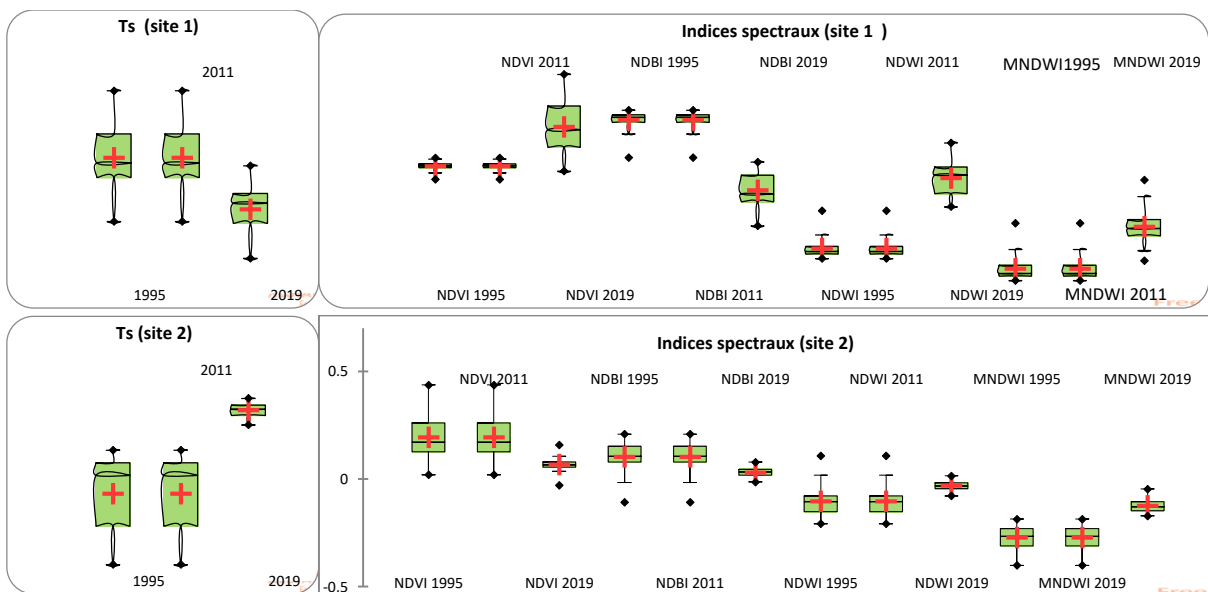 Ts (site 1)
2011
1995
2019
Indices spectraux (site 1 )
NDVI 2011
NDBI 1995
NDBI 2019
NDWI 2011
MNDWI1995
MNDWI 2019
NDVI 1995
NDVI 2019
NDBI 2011
NDWI 1995
NDWI 2019
MNDWI 2011
Free
Ts (site 2)
2011
1995
2019
Indices spectraux (site 2)
0.5
NDVI 2011
NDBI 1995
NDBI 2019
NDWI 2011
MNDWI 1995
MNDWI 2019
0
-0.5
NDVI 1995
NDVI 2019
NDBI 2011
NDWI 1995
NDWI 2019
MNDWI 2019
Free